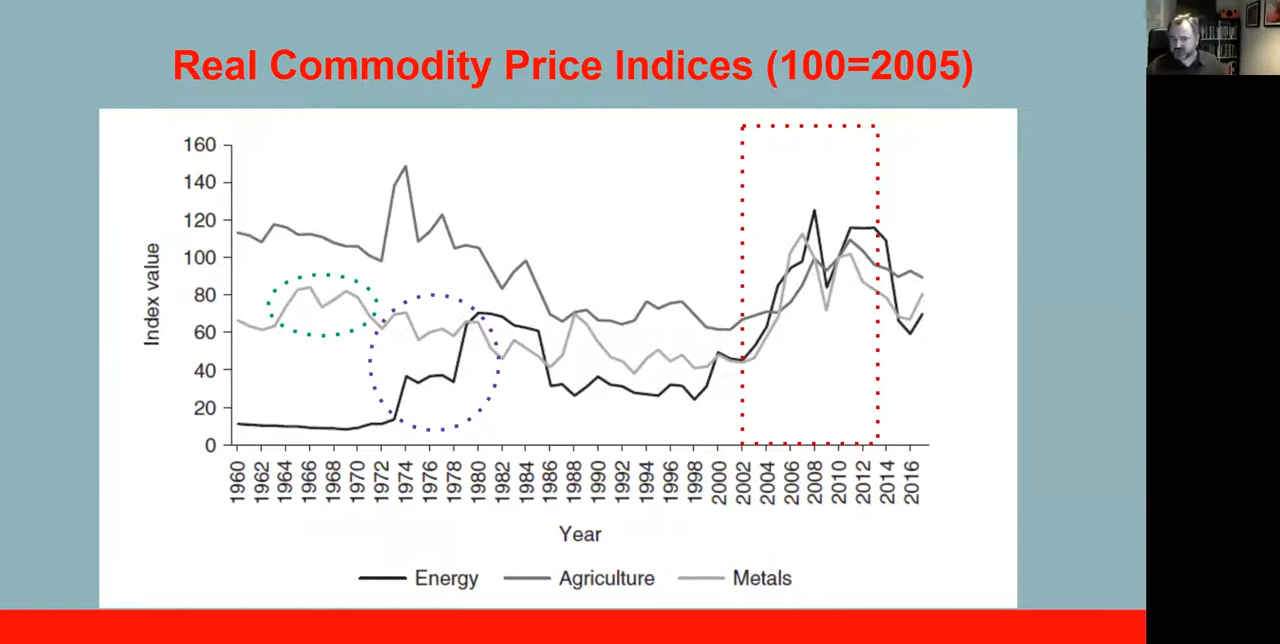 Real Commodity Price Indices (100=2005)
160
140
120
100
80
60
40
20
0
Index value
1960 1962 1964 1966 1968 1970 1972 1974 1976 1978 1980 1982 1984 1986 1988 1990 1992 1994 1996 1998 2000 2002 2004 2006 2008 2010 2012 2014 2016
Year
Energy Agriculture Metals